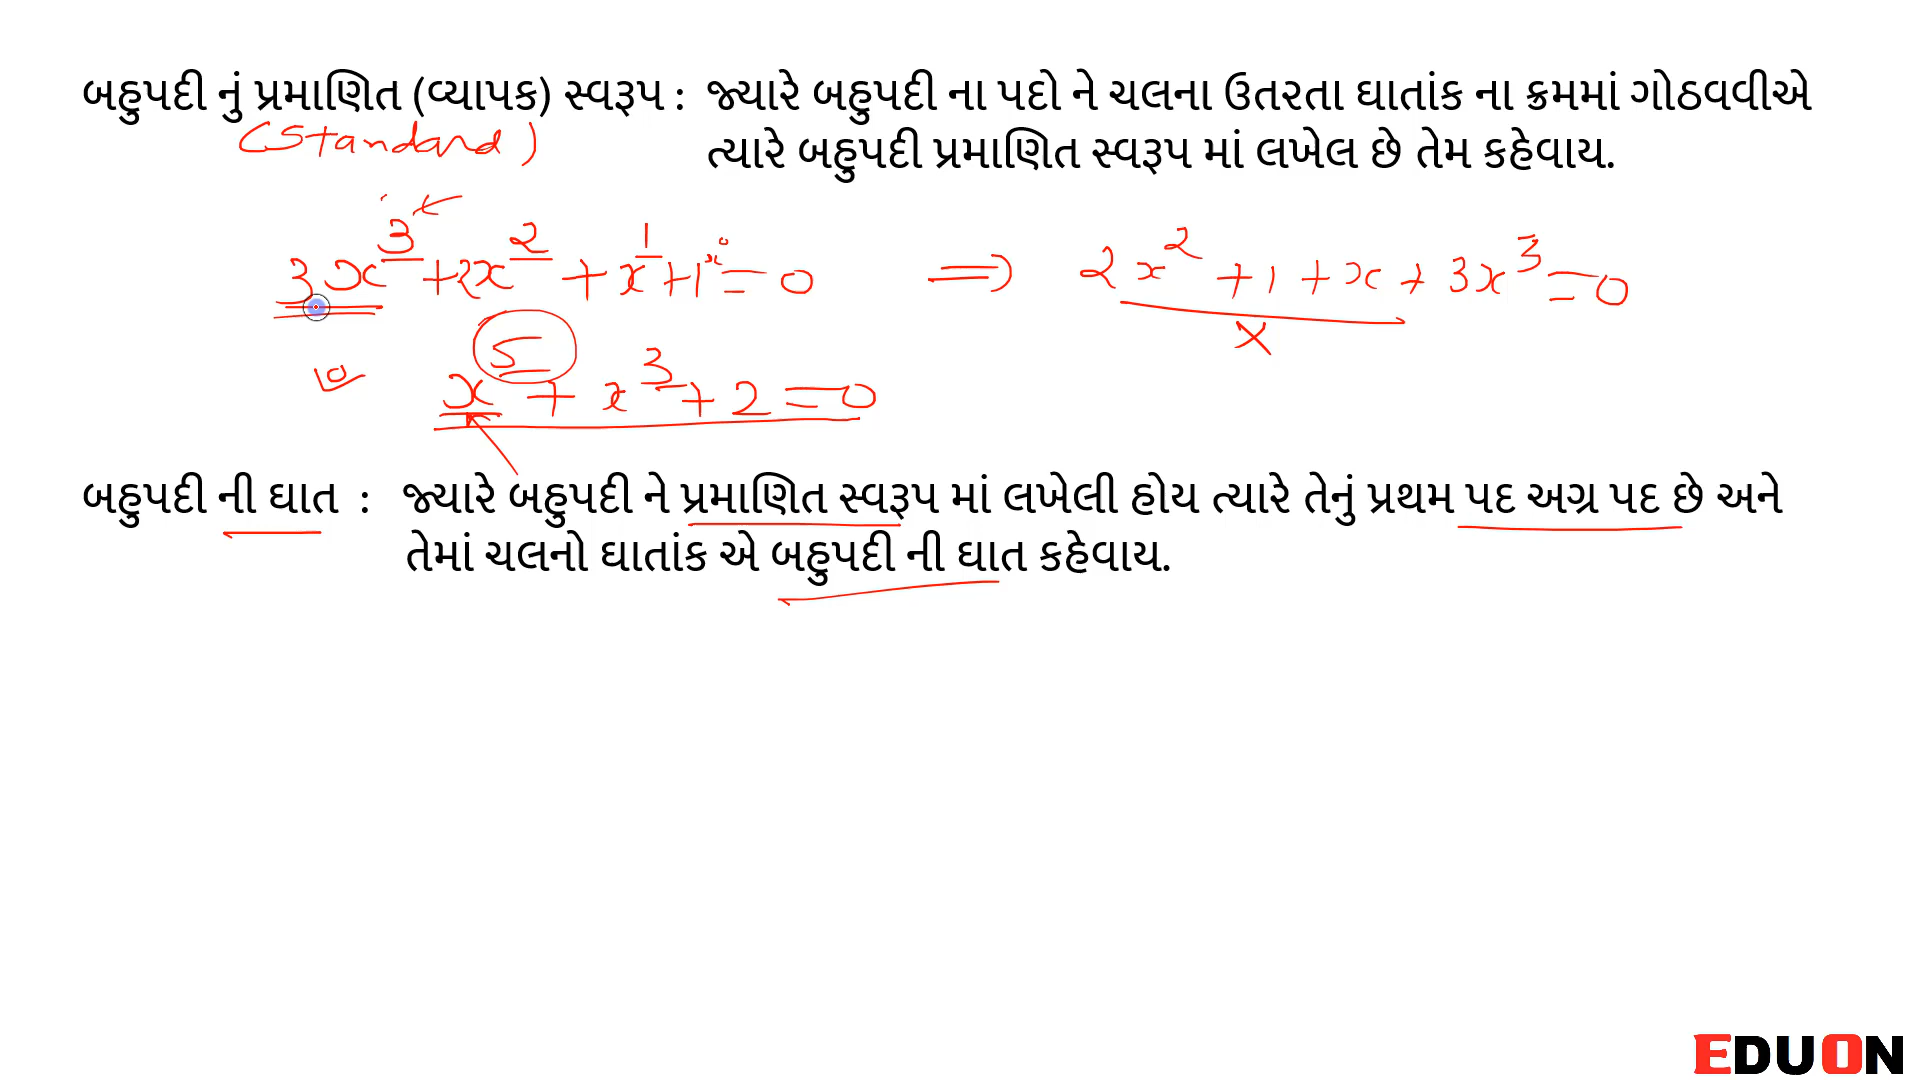 બહુપદી નું પ્રમાણિત (વ્યાપક) સ્વરૂપ : જ્યારે બહુપદી ના પદો ને ચલના ઉતરતા ઘાતાંક ના ક્રમમાં ગોઠવવીએ
(Standard) ત્યારે બહુપદી પ્રમાણિત સ્વરૂપ માં લખેલ છે તેમ કહેવાય.
3x³ + 2x² + x¹ + 1x⁰ = 0 ⇒ 2x² + 1 + x + 3x³ = 0
x
x⁵ + x³ + 2 = 0
બહુપદી ની ઘાત : જ્યારે બહુપદી ને પ્રમાણિત સ્વરૂપ માં લખેલી હોય ત્યારે તેનું પ્રથમ પદ અગ્ર પદ છે અને
તેમાં ચલનો ઘાતાંક એ બહુપદી ની ઘાત કહેવાય.
EDUON